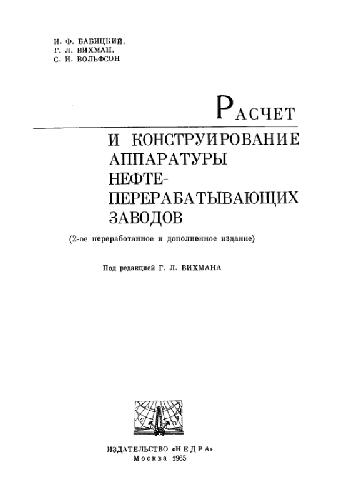 И. Ф. БАБИЦКИЙ,
Г. Л. ВИХМАН,
С. И. ВОЛЬФСОН
РАСЧЕТ
И КОНСТРУИРОВАНИЕ
АППАРАТУРЫ
НЕФТЕ-
ПЕРЕРАБАТЫВАЮЩИХ
ЗАВОДОВ
(2-ое переработанное и дополненное издание)
Под редакцией Г. Л. ВИХМАНА
ИЗДАТЕЛЬСТВО «НЕДРА»
Москва 1965